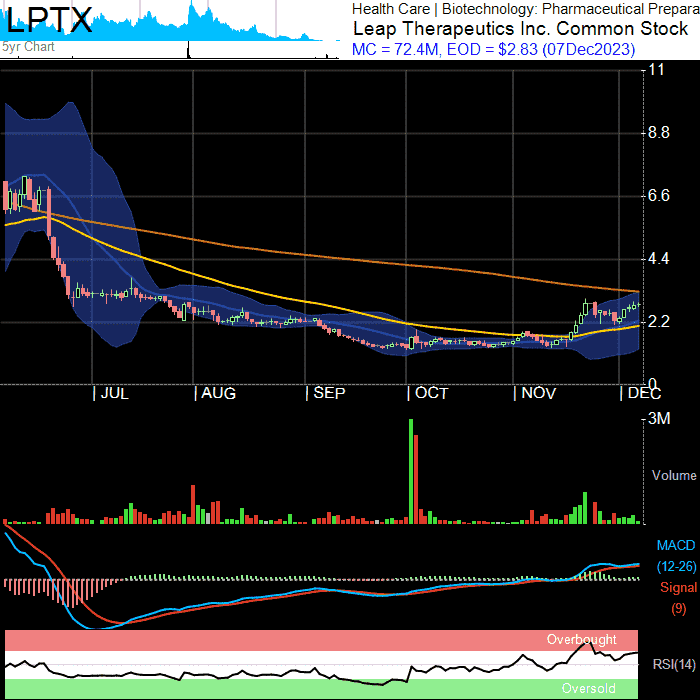 LPTX
5yr Chart
Health Care | Biotechnology: Pharmaceutical Prepara
Leap Therapeutics Inc. Common Stock
MC = 72.4M, EOD = $2.83 (07Dec2023)
11
8.8
6.6
4.4
2.2
0
JUL AUG SEP OCT NOV DEC
3M
Volume
MACD
(12-26)
Signal
(9)
Overbought
RSI(14)
Oversold